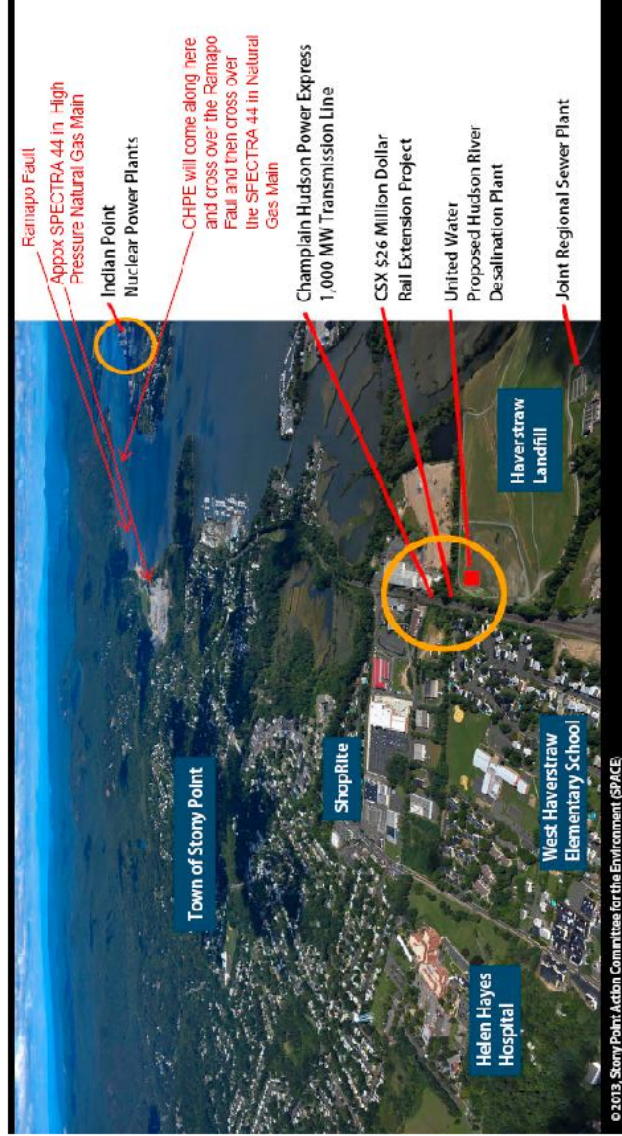 Ramapo Fault
Appox SPECTRA 44 in High
Pressure Natural Gas Main
Indian Point
Nuclear Power Plants
CHPE will come along here
and cross over the Ramapo
Faul and then cross over
the SPECTRA 44 in Natural
Gas Main
Champlain Hudson Power Express
1,000 MW Transmission Line
CSX $26 Million Dollar
Rail Extension Project
United Water
Proposed Hudson River
Desalination Plant
Joint Regional Sewer Plant
Town of Stony Point
ShopRite
Haverstraw
Landfill
Helen Hayes
Hospital
West Haverstraw
Elementary School
© 2013, Stony Point Action Committee for the Environment (SPACE)